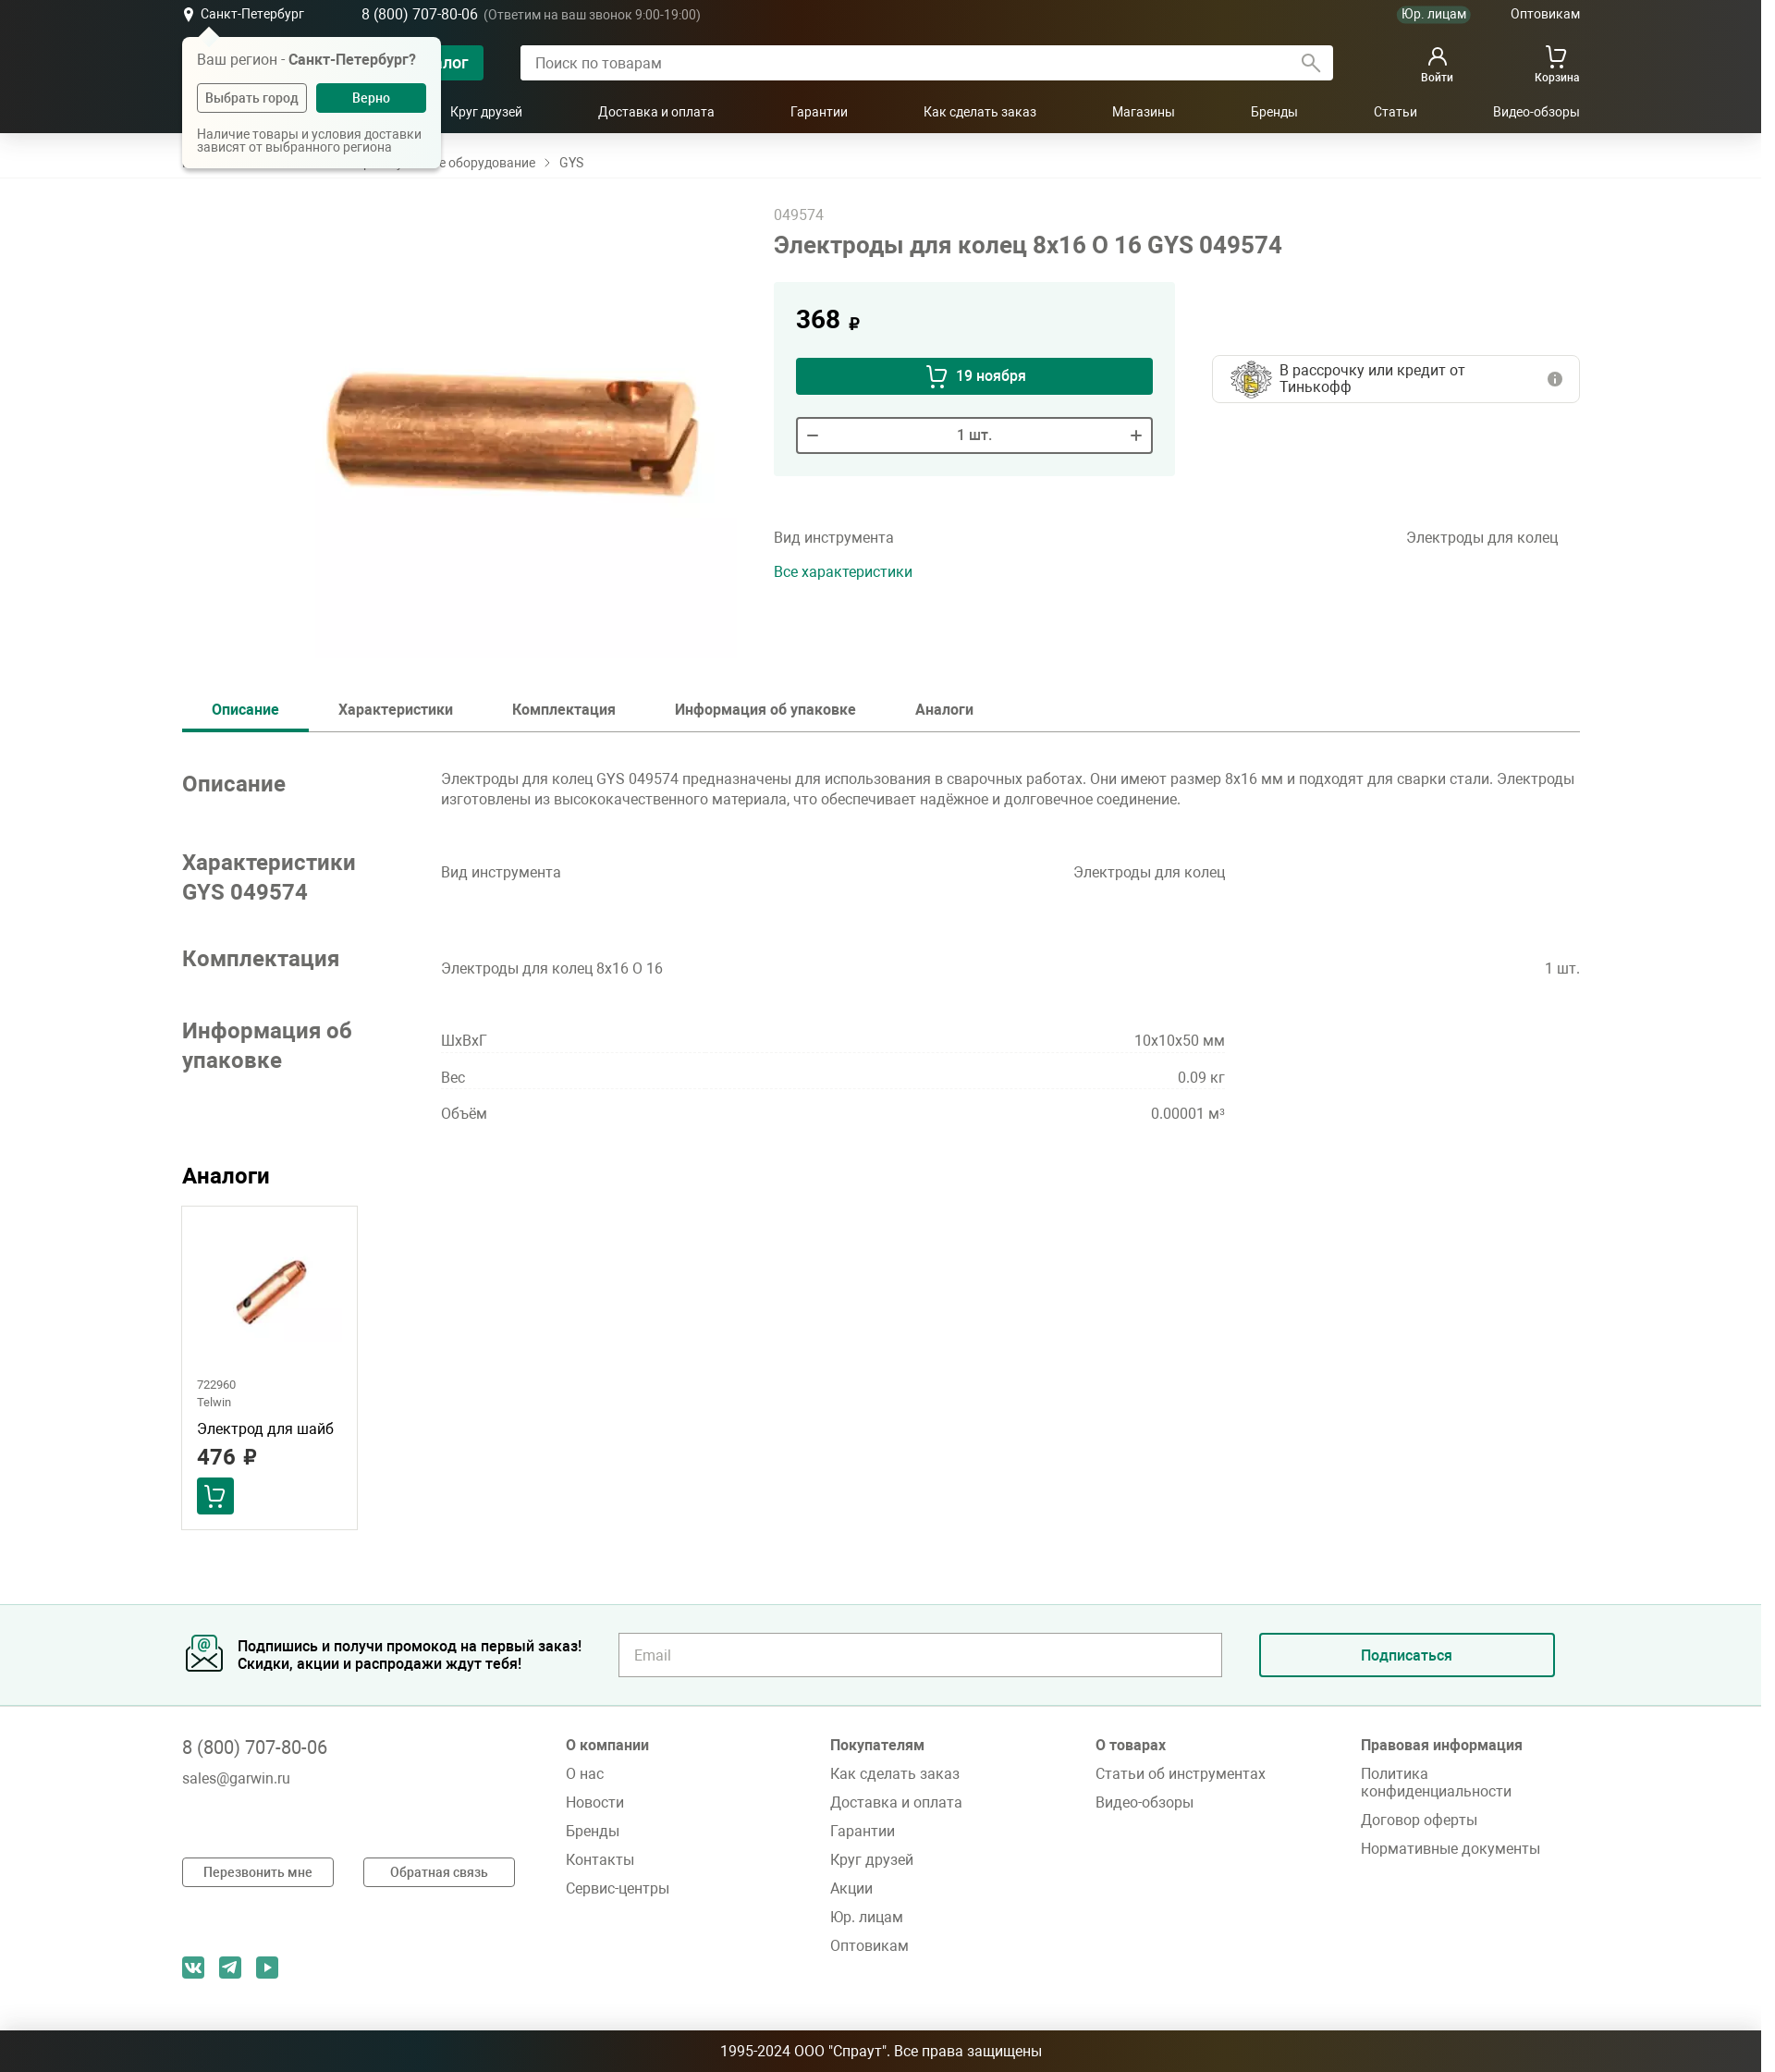 Санкт-Петербург
8 (800) 707-80-06 (Ответим на ваш звонок 9:00-19:00)
Юр. лицам
Оптовикам
Ваш регион - Санкт-Петербург?
Выбрать город
Верно
Наличие товары и условия доставки
зависят от выбранного региона
Поиск по товарам
Войти
Корзина
Круг друзей
Доставка и оплата
Гарантии
Как сделать заказ
Магазины
Бренды
Статьи
Видео-обзоры
оборудование
GYS
049574
Электроды для колец 8x16 O 16 GYS 049574
368 ₽
19 ноября
1 шт.
В рассрочку или кредит от
Тинькофф
Вид инструмента
Электроды для колец
Все характеристики
Описание
Характеристики
Комплектация
Информация об упаковке
Аналоги
Описание
Электроды для колец GYS 049574 предназначены для использования в сварочных работах. Они имеют размер 8x16 мм и подходят для сварки стали. Электроды
изготовлены из высококачественного материала, что обеспечивает надёжное и долговечное соединение.
Характеристики
GYS 049574
Вид инструмента
Электроды для колец
Комплектация
Электроды для колец 8x16 O 16
1 шт.
Информация об
упаковке
ШxВxГ
10x10x50 мм
Вес
0.09 кг
Объём
0.00001 м³
Аналоги
722960
Telwin
Электрод для шайб
476 ₽
Подпишись и получи промокод на первый заказ!
Скидки, акции и распродажи ждут тебя!
Email
Подписаться
8 (800) 707-80-06
sales@garwin.ru
Перезвонить мне
Обратная связь
О компании
О нас
Новости
Бренды
Контакты
Сервис-центры
Покупателям
Как сделать заказ
Доставка и оплата
Гарантии
Круг друзей
Акции
Юр. лицам
Оптовикам
О товарах
Статьи об инструментах
Видео-обзоры
Правовая информация
Политика
конфиденциальности
Договор оферты
Нормативные документы
1995-2024 ООО "Спраут". Все права защищены